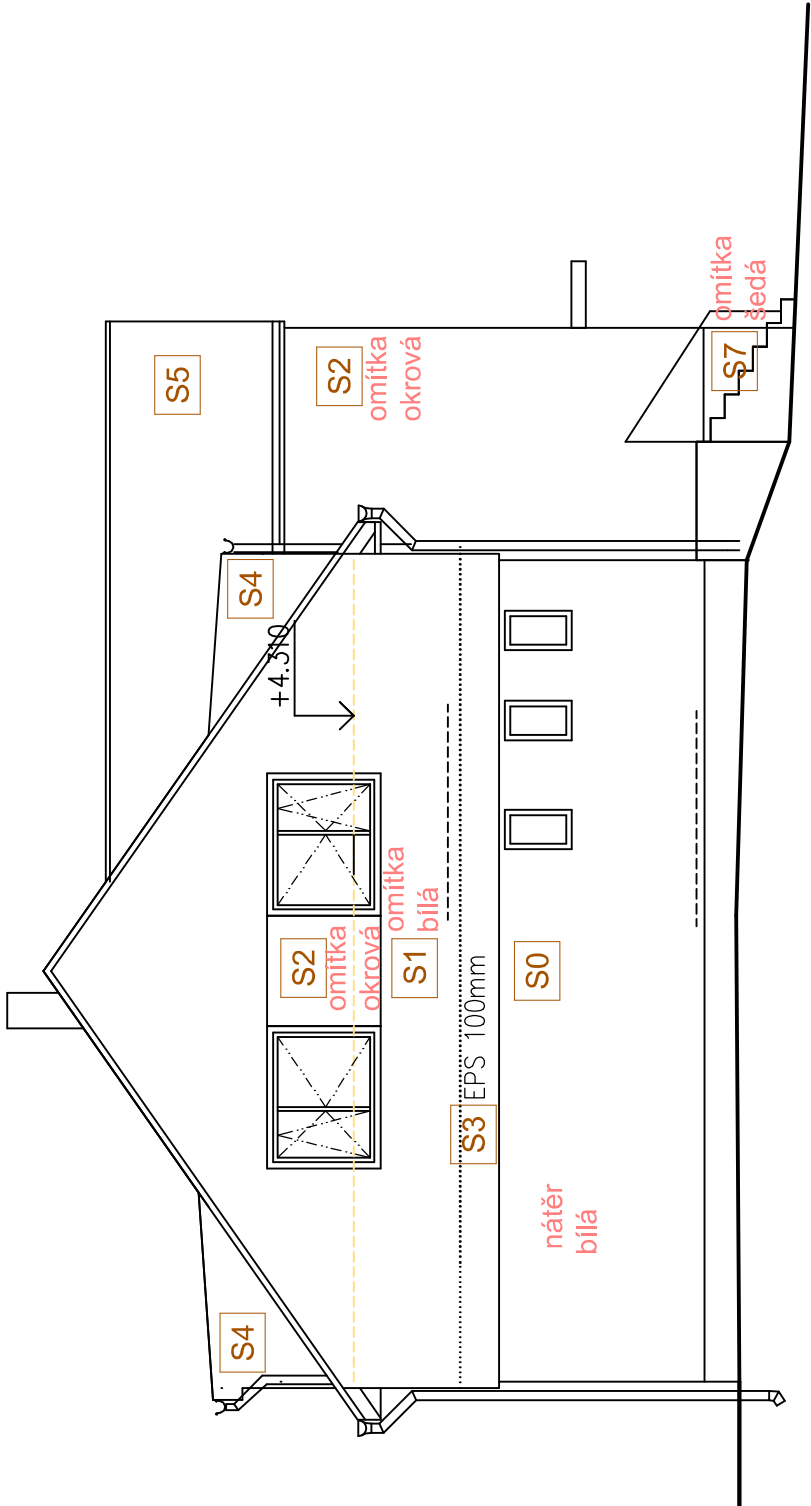 S5
S4
S4
+4.310
S2
omítka
okrová
S2
omítka
okrová
omítka
bílá
S1
S3 EPS 100mm
S0
nátěr
bílá
S7
omítka
šedá